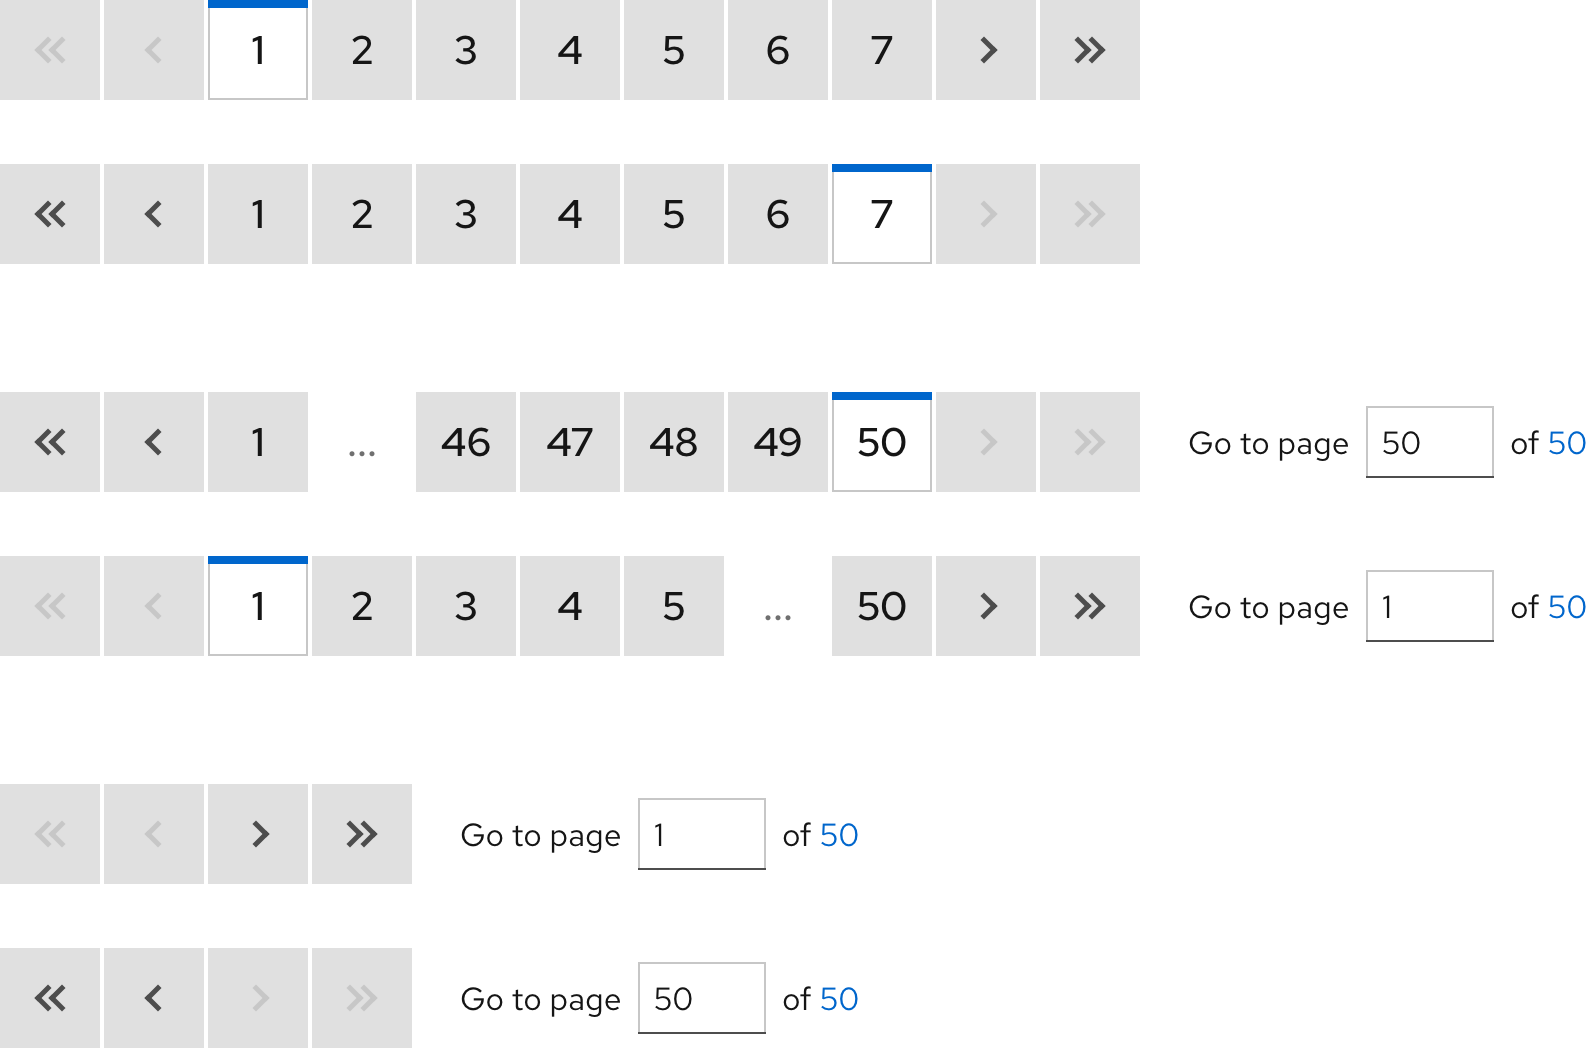 « ‹ 1 2 3 4 5 6 7 › »
« ‹ 1 2 3 4 5 6 7 › »
« ‹ 1 ... 46 47 48 49 50 › » Go to page 50 of 50
« ‹ 1 2 3 4 5 ... 50 › » Go to page 1 of 50
« ‹ › » Go to page 1 of 50
« ‹ › » Go to page 50 of 50